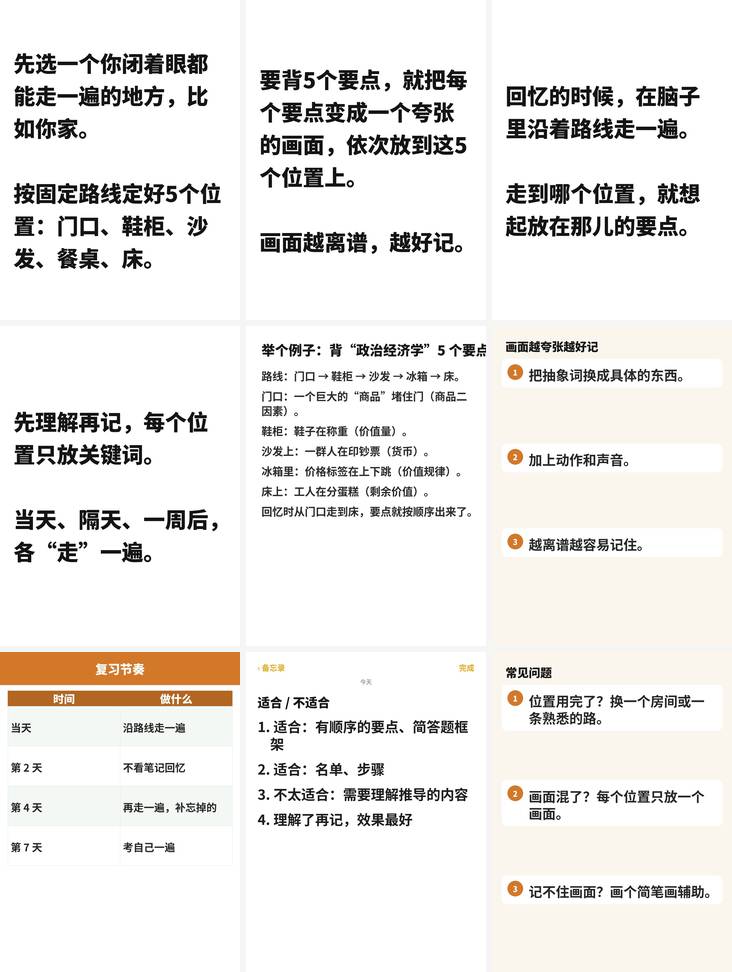 先选一个你闭着眼都
能走一遍的地方，比
如你家。
按固定路线定好5个位
置：门口、鞋柜、沙
发、餐桌、床。
要背5个要点，就把每
个要点变成一个夸张
的画面，依次放到这5
个位置上。
画面越离谱，越好记。
回忆的时候，在脑子
里沿着路线走一遍。
走到哪个位置，就想
起放在那儿的要点。
先理解再记，每个位
置只放关键词。
当天、隔天、一周后，
各“走”一遍。
举个例子：背“政治经济学”5 个要点
路线：门口 → 鞋柜 → 沙发 → 冰箱 → 床。
门口：一个巨大的“商品”堵住门（商品二
因素）。
鞋柜：鞋子在称重（价值量）。
沙发上：一群人在印钞票（货币）。
冰箱里：价格标签在上下跳（价值规律）。
床上：工人在分蛋糕（剩余价值）。
回忆时从门口走到床，要点就按顺序出来了。
画面越夸张越好记
1 把抽象词换成具体的东西。
2 加上动作和声音。
3 越离谱越容易记住。
复习节奏
时间 做什么
当天 沿路线走一遍
第 2 天 不看笔记回忆
第 4 天 再走一遍，补忘掉的
第 7 天 考自己一遍
‹ 备忘录 完成
今天
适合 / 不适合
1. 适合：有顺序的要点、简答题框
架
2. 适合：名单、步骤
3. 不太适合：需要理解推导的内容
4. 理解了再记，效果最好
常见问题
1 位置用完了？换一个房间或一
条熟悉的路。
2 画面混了？每个位置只放一个
画面。
3 记不住画面？画个简笔画辅助。